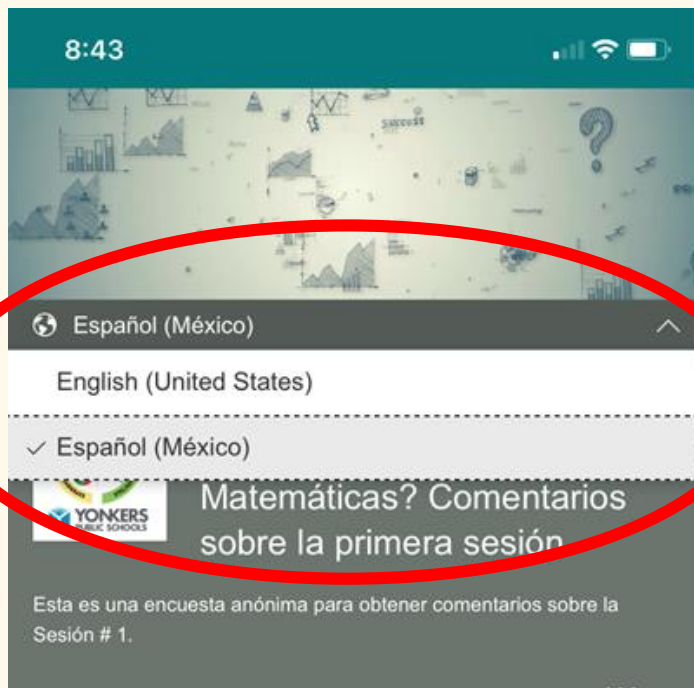 8:43
Success
Español (México)
English (United States)
✓ Español (México)
YONKERS
PUBLIC SCHOOLS
Matemáticas? Comentarios
sobre la primera sesión
Esta es una encuesta anónima para obtener comentarios sobre la
Sesión # 1.